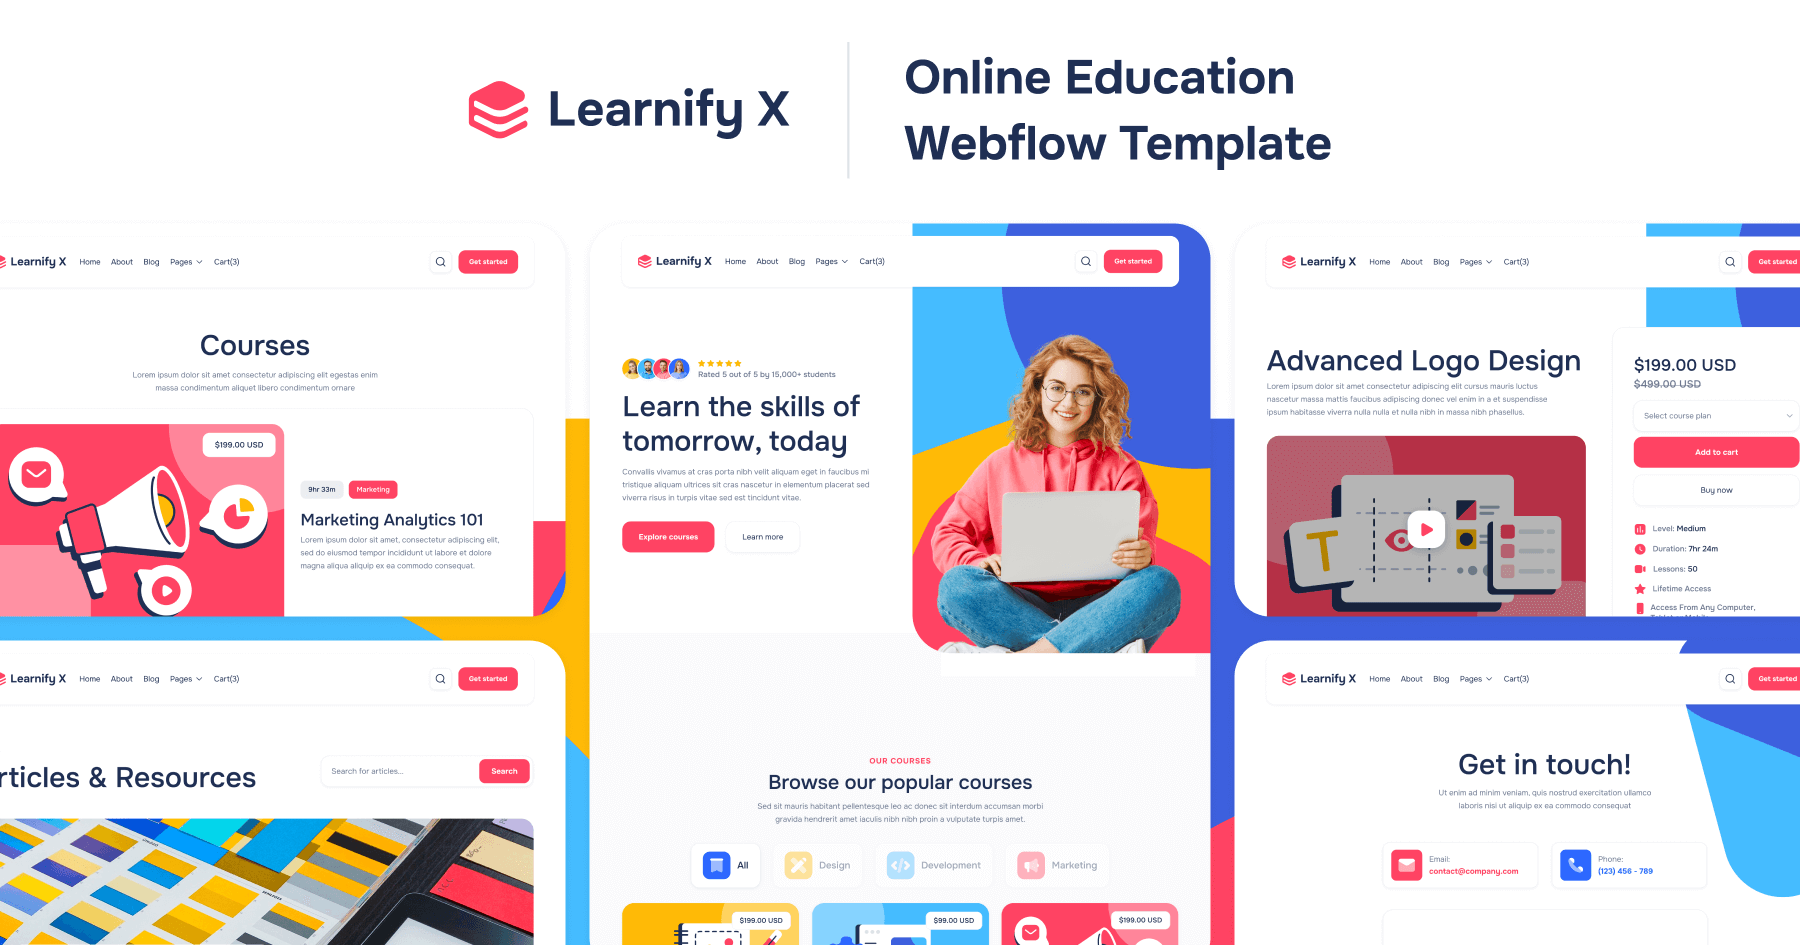 Learnify X
Online Education
Webflow Template
Learnify X Home About Blog Pages Cart(3) Get started
Courses
Lorem ipsum dolor sit amet consectetur adipiscing elit egestas enim
massa condimentum aliquet libero condimentum ornare
$199.00 USD
9hr 33m Marketing
Marketing Analytics 101
Lorem ipsum dolor sit amet, consectetur adipiscing elit,
sed do eiusmod tempor incididunt ut labore et dolore
magna aliqua aliquip ex ea commodo consequat.
Learnify X Home About Blog Pages Cart(3) Get started
Rated 5 out of 5 by 15,000+ students
Learn the skills of
tomorrow, today
Convallis vivamus at cras porta nibh velit aliquam eget in faucibus mi
tristique aliquam ultrices sit cras nascetur in elementum placerat sed
viverra risus in turpis vitae sed est tincidunt vitae.
Explore courses Learn more
Learnify X Home About Blog Pages Cart(3) Get started
Advanced Logo Design
Lorem ipsum dolor sit amet consectetur adipiscing elit cursus mauris luctus
nascetur massa mattis faucibus adipiscing donec vel enim in a et suspendisse
ipsum habitasse viverra nulla nulla et nulla nibh in massa nibh phasellus.
T
$199.00 USD
$499.00 USD
Select course plan
Add to cart
Buy now
Level: Medium
Duration: 7hr 24m
Lessons: 50
Lifetime Access
Access From Any Computer,
Learnify X Home About Blog Pages Cart(3) Get started
rticles & Resources
Search for articles... Search
OUR COURSES
Browse our popular courses
Sed sit mauris habitant pellentesque leo ac donec sit interdum accumsan morbi
gravida hendrerit amet iaculis nibh nibh proin a vulputate turpis amet.
All Design Development Marketing
$199.00 USD $99.00 USD $199.00 USD
Learnify X Home About Blog Pages Cart(3) Get started
Get in touch!
Ut enim ad minim veniam, quis nostrud exercitation ullamco
laboris nisi ut aliquip ex ea commodo consequat
Email:
contact@company.com
Phone:
(123) 456 - 789